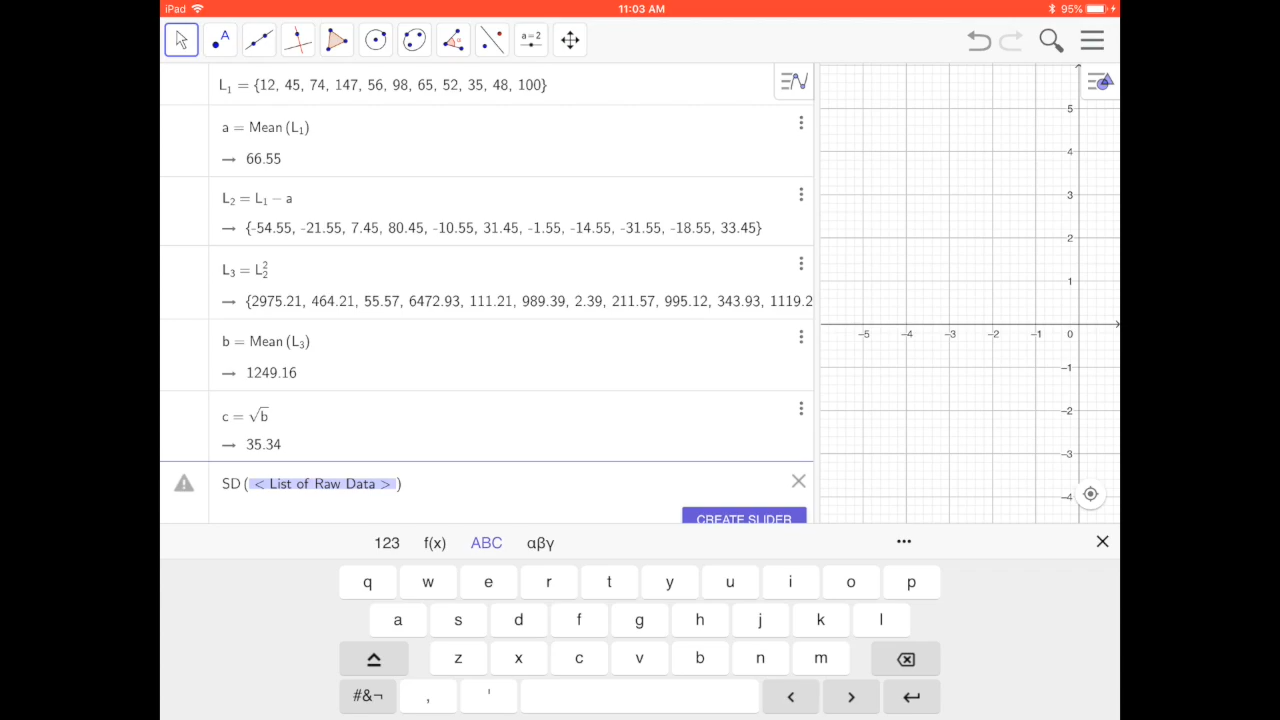 iPad 11:03 AM 95%
A a=2
L₁ = {12, 45, 74, 147, 56, 98, 65, 52, 35, 48, 100}
a = Mean (L₁)
→ 66.55
L₂ = L₁ − a
→ {-54.55, -21.55, 7.45, 80.45, -10.55, 31.45, -1.55, -14.55, -31.55, -18.55, 33.45}
L₃ = L₂²
→ {2975.21, 464.21, 55.57, 6472.93, 111.21, 989.39, 2.39, 211.57, 995.12, 343.93, 1119.2
b = Mean (L₃)
→ 1249.16
c = √b
→ 35.34
SD (< List of Raw Data >)
CREATE SLIDER
5
4
3
2
1
−5 −4 −3 −2 −1 0
−1
−2
−3
−4
123 f(x) ABC αβγ ...
q w e r t y u i o p
a s d f g h j k l
z x c v b n m
#&¬ , ' < >